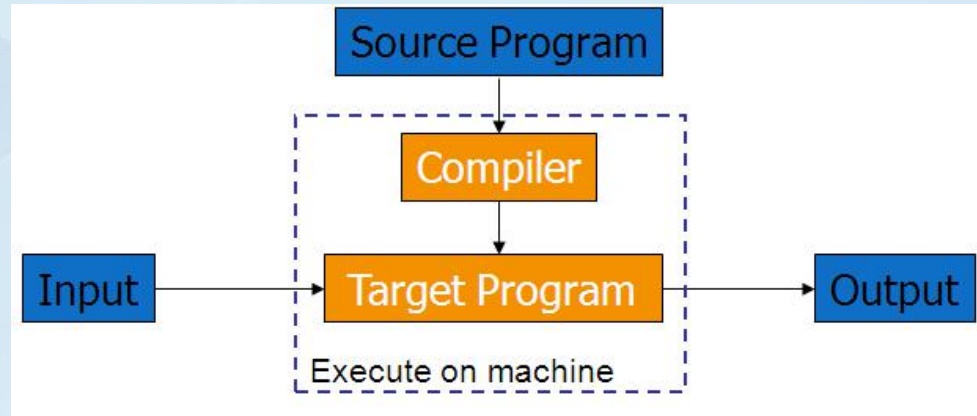 Source Program
Compiler
Input
Target Program
Output
Execute on machine